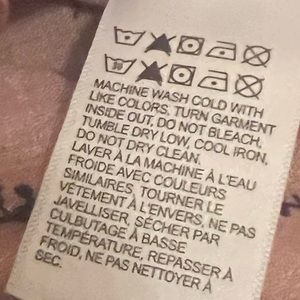 MACHINE WASH COLD WITH
LIKE COLORS, TURN GARMENT
INSIDE OUT, DO NOT BLEACH,
TUMBLE DRY LOW, COOL IRON,
DO NOT DRY CLEAN.
LAVER À LA MACHINE À L'EAU
FROIDE AVEC COULEURS
SIMILAIRES, TOURNER LE
VÊTEMENT À L'ENVERS, NE PAS
JAVELLISER, SÉCHER PAR
CULBUTAGE À BASSE
TEMPÉRATURE, REPASSER À
FROID, NE PAS NETTOYER À
SEC.